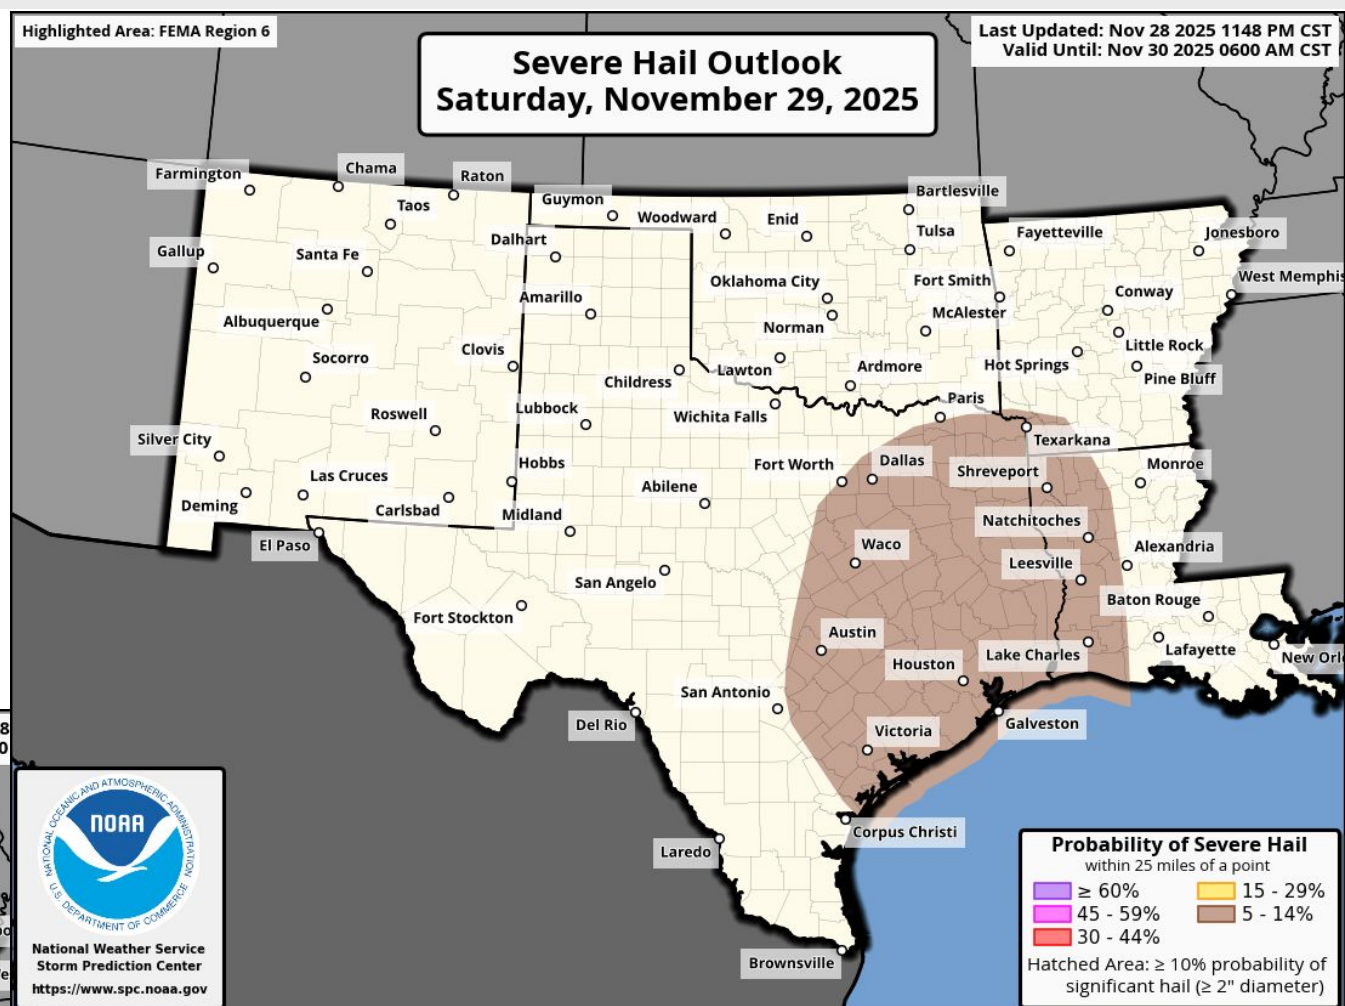 Highlighted Area: FEMA Region 6
Last Updated: Nov 28 2025 1148 PM CST
Valid Until: Nov 30 2025 0600 AM CST
Severe Hail Outlook
Saturday, November 29, 2025
Farmington
Chama
Raton
Taos
Guymon
Woodward
Enid
Bartlesville
Tulsa
Fayetteville
Jonesboro
Gallup
Santa Fe
Dalhart
Oklahoma City
Fort Smith
West Memphis
Albuquerque
Amarillo
Norman
McAlester
Conway
Little Rock
Socorro
Clovis
Childress
Lawton
Ardmore
Hot Springs
Pine Bluff
Roswell
Lubbock
Wichita Falls
Paris
Silver City
Texarkana
Las Cruces
Hobbs
Fort Worth
Dallas
Shreveport
Monroe
Deming
Carlsbad
Midland
Abilene
Natchitoches
El Paso
Waco
Alexandria
San Angelo
Leesville
Fort Stockton
Baton Rouge
Austin
Houston
Lake Charles
Lafayette
New Orl
San Antonio
Del Rio
Victoria
Galveston
Corpus Christi
Laredo
Brownsville
8
0
NATIONAL OCEANIC AND ATMOSPHERIC ADMINISTRATION
NOAA
U.S. DEPARTMENT OF COMMERCE
National Weather Service
Storm Prediction Center
https://www.spc.noaa.gov
Probability of Severe Hail
within 25 miles of a point
≥ 60%
15 - 29%
45 - 59%
5 - 14%
30 - 44%
Hatched Area: ≥ 10% probability of
significant hail (≥ 2" diameter)